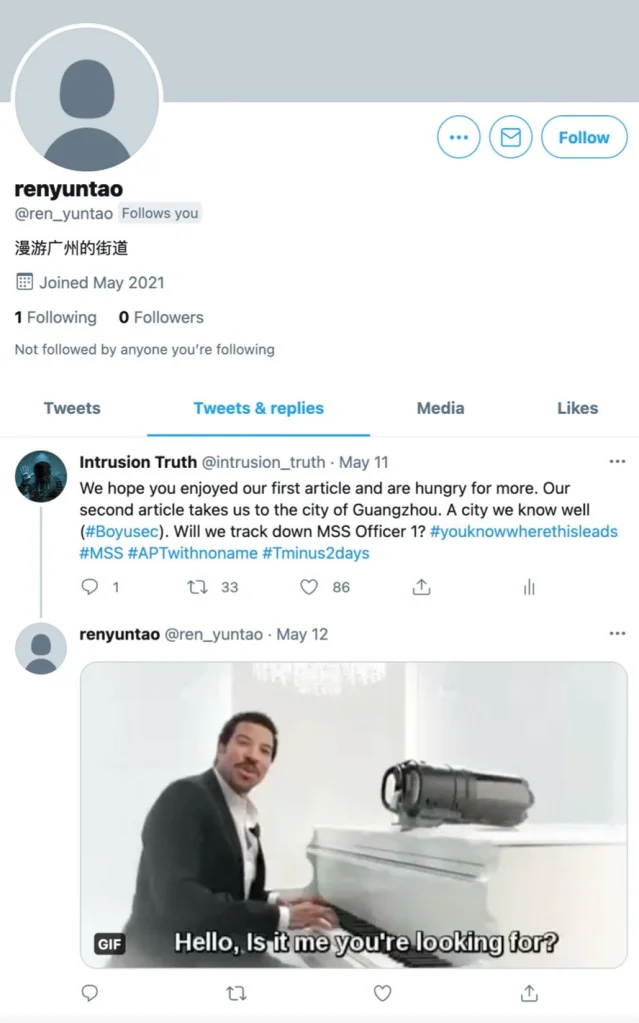 renyuntao
@ren_yuntao Follows you
漫游广州的街道
Joined May 2021
1 Following 0 Followers
Not followed by anyone you're following
Follow
Tweets Tweets & replies Media Likes
Intrusion Truth @intrusion_truth · May 11
We hope you enjoyed our first article and are hungry for more. Our
second article takes us to the city of Guangzhou. A city we know well
(#Boyusec). Will we track down MSS Officer 1? #youknowwherethisleads
#MSS #APTwithnoname #Tminus2days
1 33 86
renyuntao @ren_yuntao · May 12
GIF Hello, Is it me you're looking for?